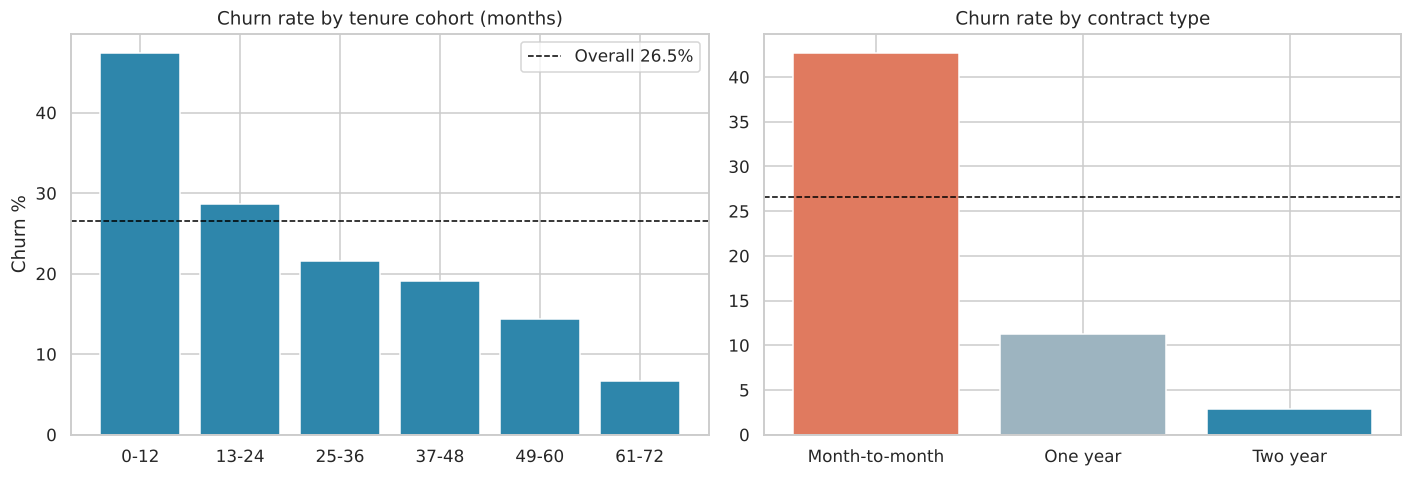 Churn rate by tenure cohort (months)
Overall 26.5%
Churn %
40
30
20
10
0
0-12 13-24 25-36 37-48 49-60 61-72
Churn rate by contract type
40
35
30
25
20
15
10
5
0
Month-to-month One year Two year